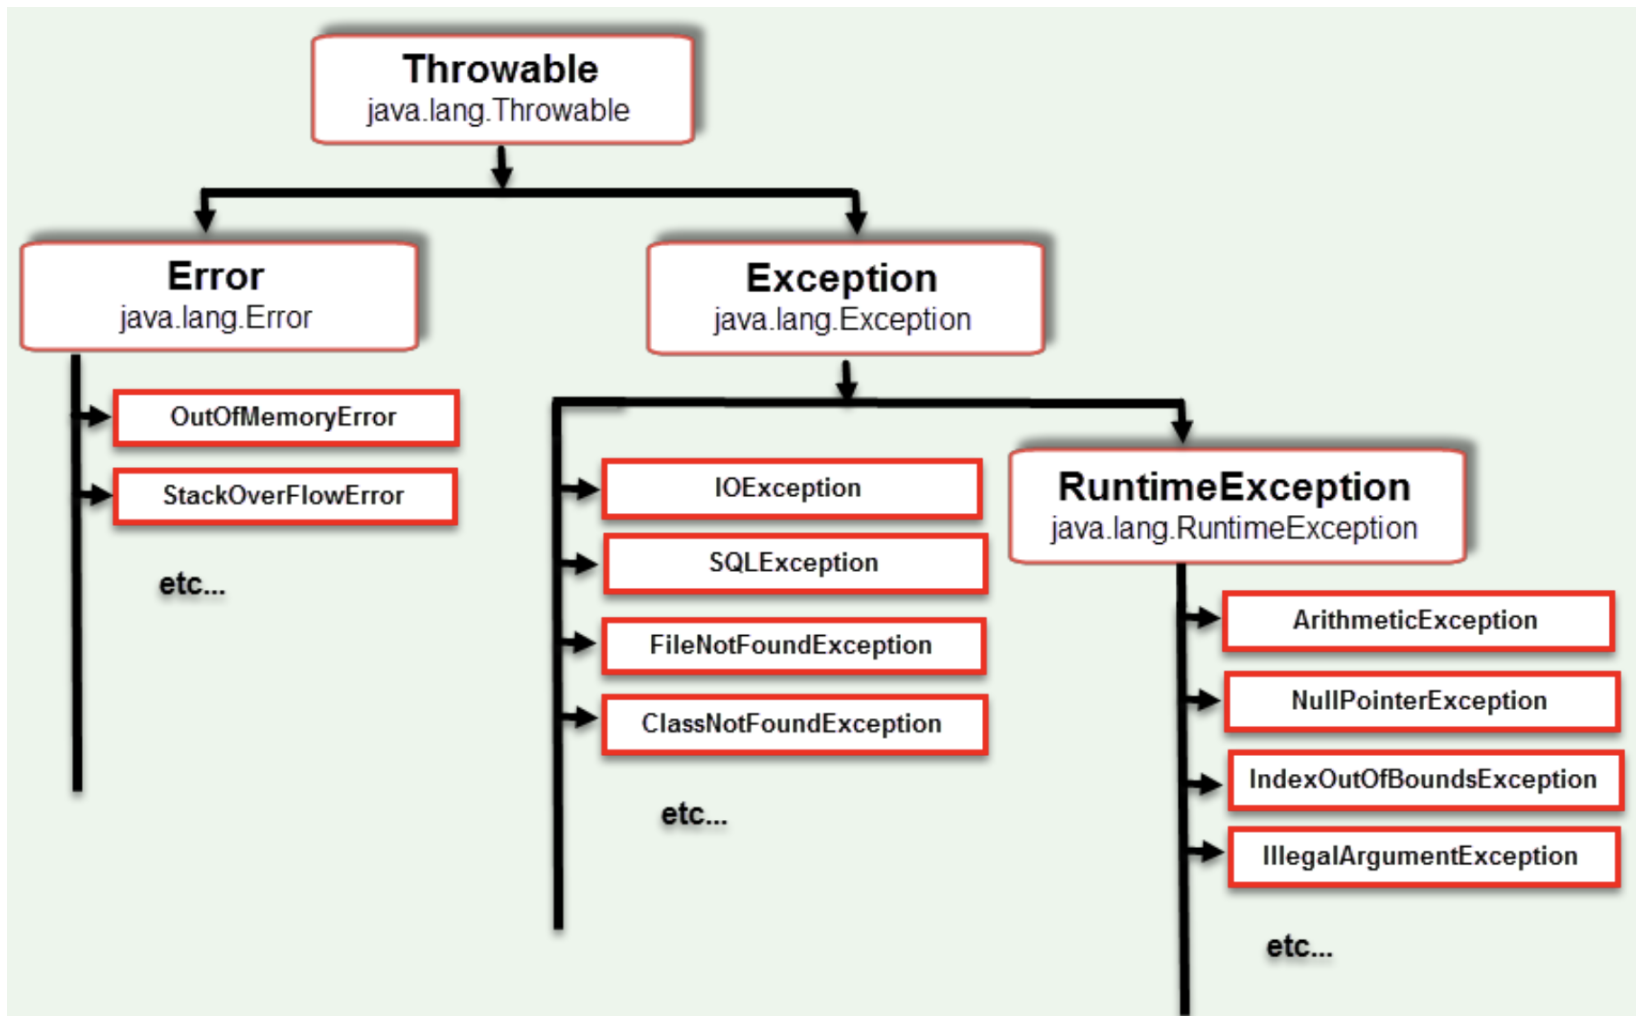 Throwable
java.lang.Throwable
Error
java.lang.Error
Exception
java.lang.Exception
OutOfMemoryError
StackOverFlowError
etc...
IOException
SQLException
FileNotFoundException
ClassNotFoundException
etc...
RuntimeException
java.lang.RuntimeException
ArithmeticException
NullPointerException
IndexOutOfBoundsException
IllegalArgumentException
etc...